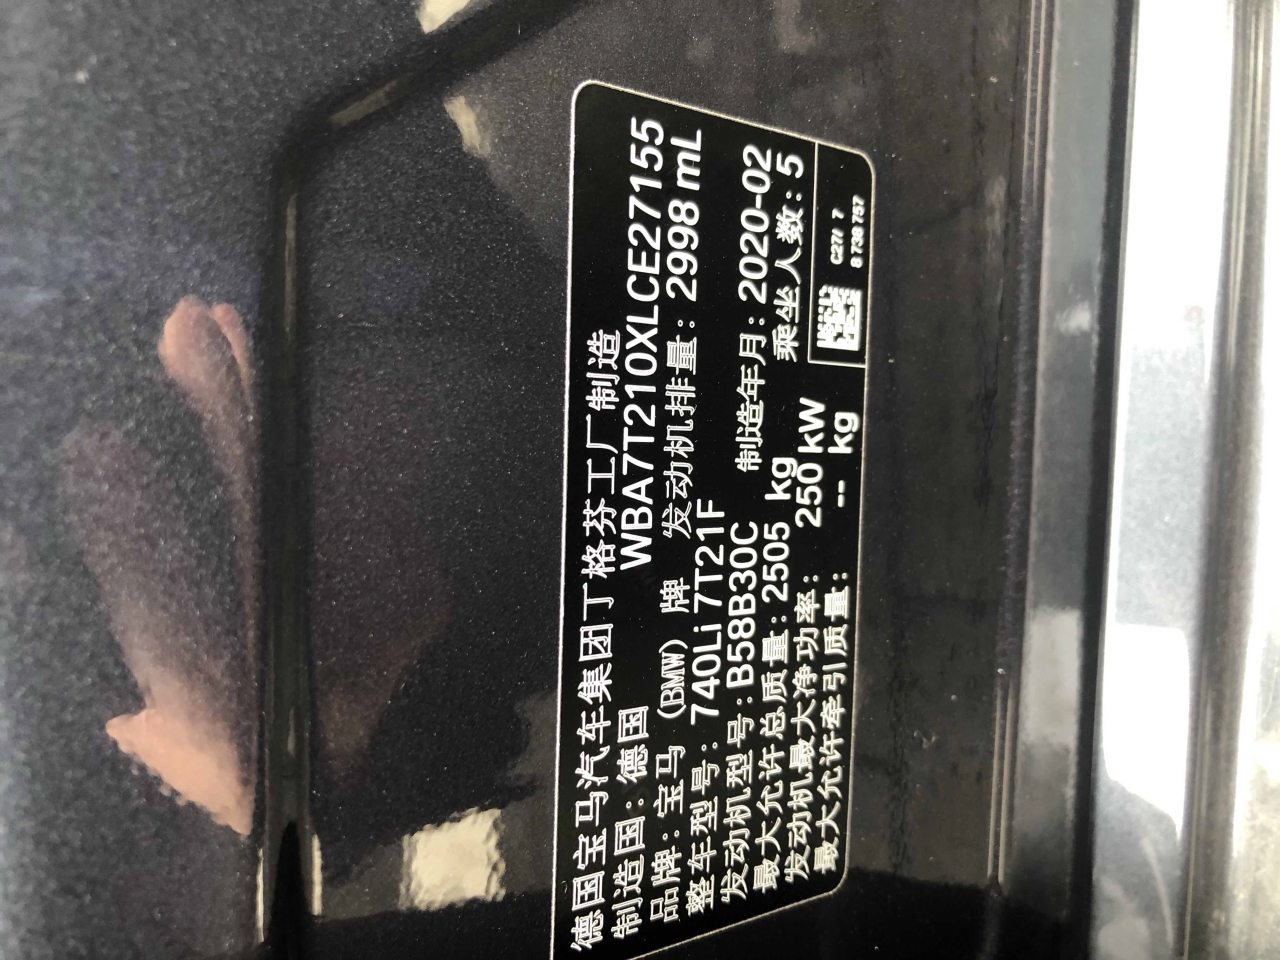 德国宝马汽车集团丁格芬工厂制造
制造国：德国 WBA7T210XLCE27155
品牌：宝马（BMW）牌 发动机排量：2998 mL
整车型号：740Li 7T21F
发动机型号：B58B30C 制造年月：2020-02
最大允许总质量：2505 kg 乘坐人数：5
发动机最大净功率：250 kW
最大允许牵引质量： -- kg
8 738 757